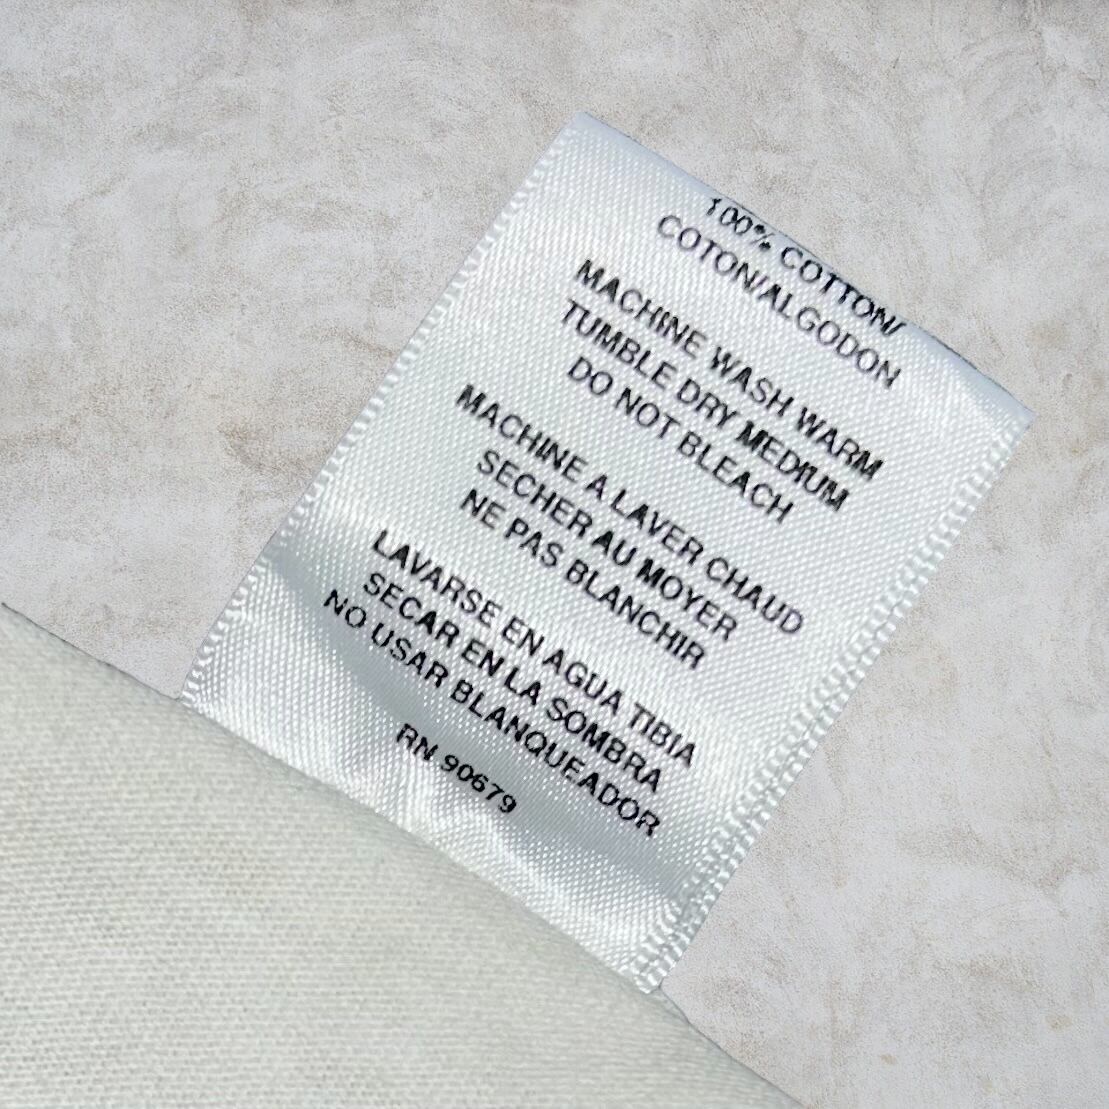 100% COTTON/
COTON/ALGODON
MACHINE WASH WARM
TUMBLE DRY MEDIUM
DO NOT BLEACH
MACHINE A LAVER CHAUD
SECHER AU MOYER
NE PAS BLANCHIR
LAVARSE EN AGUA TIBIA
SECAR EN LA SOMBRA
NO USAR BLANQUEADOR
RN 90679